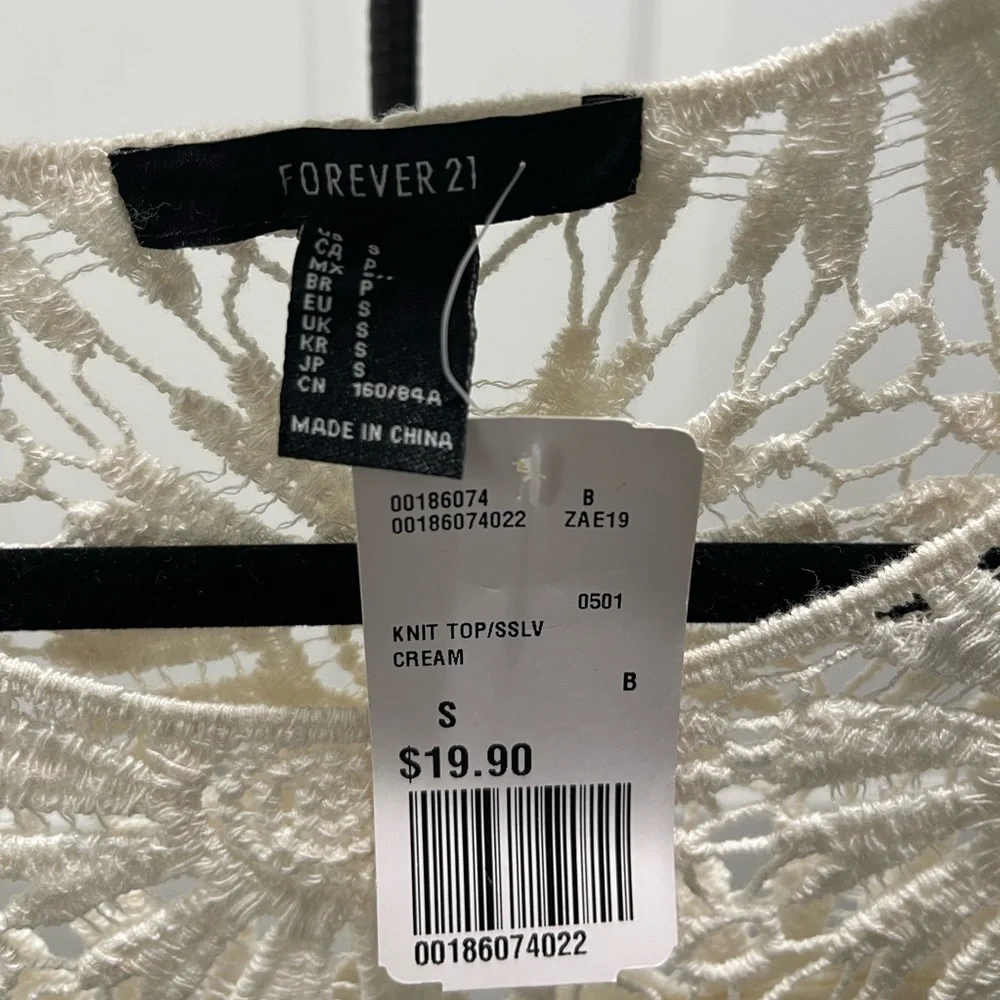 FOREVER 21
CA S
MX P
BR P
EU S
UK S
KR S
JP S
CN 160/84A
MADE IN CHINA
00186074 B
00186074022 ZAE19
0501
KNIT TOP/SSLV
CREAM
B
S
$19.90
00186074022